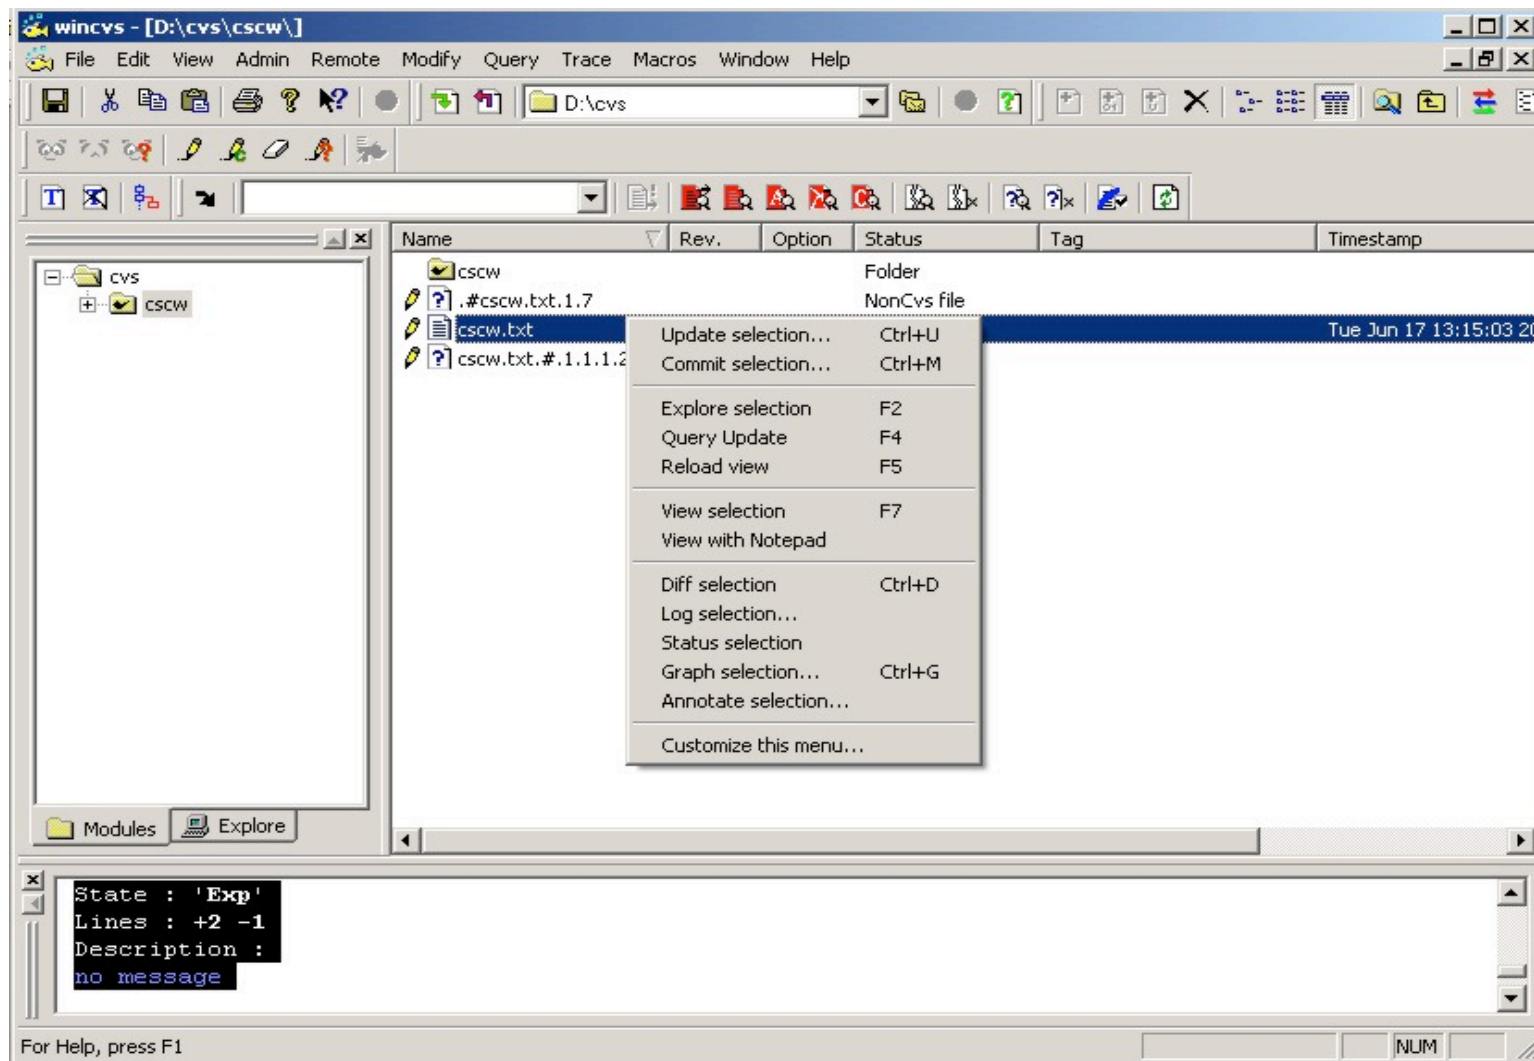 wincvs - [D:\cvs\cscw\]
File Edit View Admin Remote Modify Query Trace Macros Window Help
D:\cvs
Name Rev. Option Status Tag Timestamp
cvs
cscw
cscw Folder
.#cscw.txt.1.7 NonCvs file
cscw.txt Tue Jun 17 13:15:03 20
cscw.txt.#.1.1.1.2
Update selection... Ctrl+U
Commit selection... Ctrl+M
Explore selection F2
Query Update F4
Reload view F5
View selection F7
View with Notepad
Diff selection Ctrl+D
Log selection...
Status selection
Graph selection... Ctrl+G
Annotate selection...
Customize this menu...
Modules Explore
State : 'Exp'
Lines : +2 -1
Description :
no message
For Help, press F1 NUM